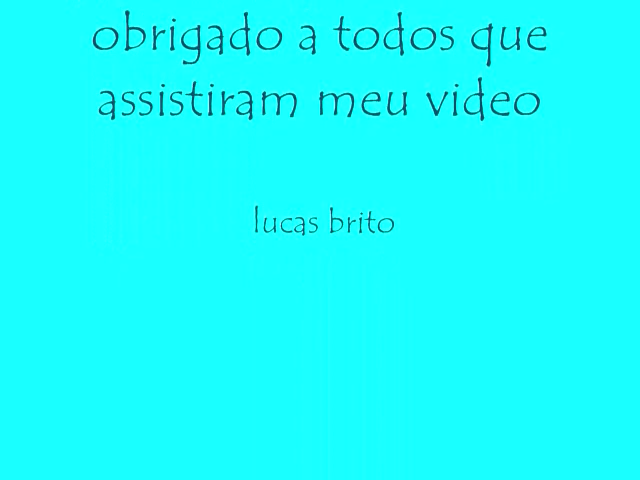 obrigado a todos que
assistiram meu video
lucas brito